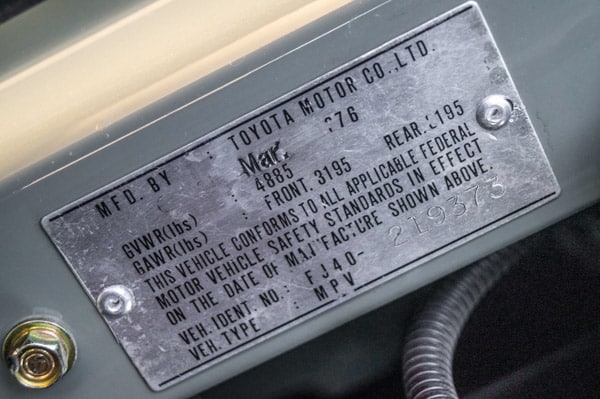 MFD. BY : TOYOTA MOTOR CO.,LTD.
Mar. '76
GVWR(lbs) : 4885
GAWR(lbs) : FRONT. 3195 REAR. 3195
THIS VEHICLE CONFORMS TO ALL APPLICABLE FEDERAL
MOTOR VEHICLE SAFETY STANDARDS IN EFFECT
ON THE DATE OF MANUFACTURE SHOWN ABOVE.
VEH. IDENT. NO.: FJ40- 219373
VEH. TYPE : MPV